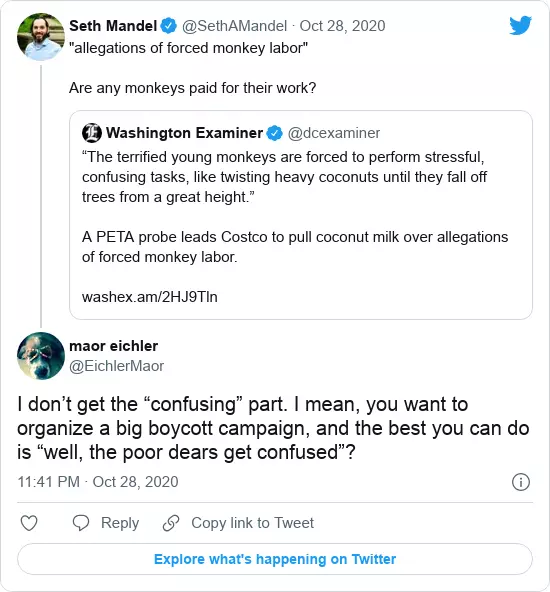 Seth Mandel @SethAMandel · Oct 28, 2020
"allegations of forced monkey labor"
Are any monkeys paid for their work?
Washington Examiner @dcexaminer
“The terrified young monkeys are forced to perform stressful,
confusing tasks, like twisting heavy coconuts until they fall off
trees from a great height.”
A PETA probe leads Costco to pull coconut milk over allegations
of forced monkey labor.
washex.am/2HJ9Tln
maor eichler
@EichlerMaor
I don’t get the “confusing” part. I mean, you want to
organize a big boycott campaign, and the best you can do
is “well, the poor dears get confused”?
11:41 PM · Oct 28, 2020
Reply Copy link to Tweet
Explore what's happening on Twitter